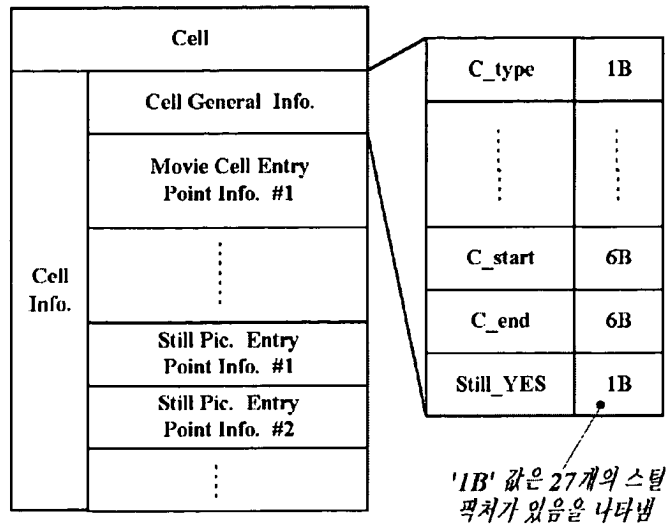 Cell
Cell General Info.
Movie Cell Entry
Point Info. #1
Cell
Info.
Still Pic. Entry
Point Info. #1
Still Pic. Entry
Point Info. #2
C_type 1B
C_start 6B
C_end 6B
Still_YES 1B
'1B' 값은 27개의 스틸
픽처가 있음을 나타냄